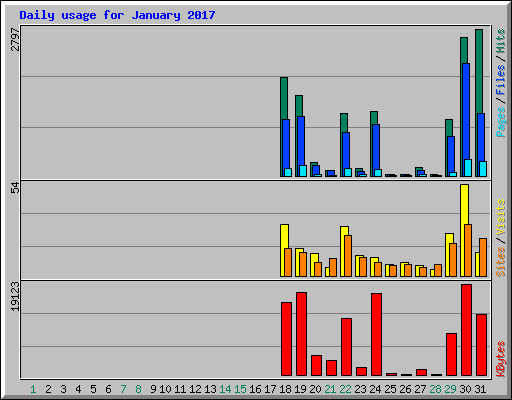 Daily usage for January 2017
2797
Pages / Files / Hits
54
Sites / Visits
19123
KBytes
1 2 3 4 5 6 7 8 9 10 11 12 13 14 15 16 17 18 19 20 21 22 23 24 25 26 27 28 29 30 31